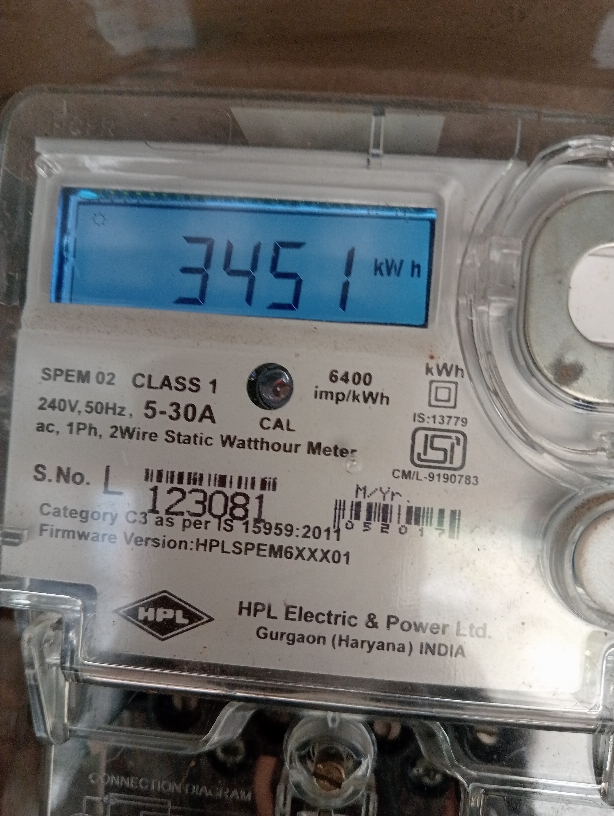 3451 kWh
SPEM 02 CLASS 1
6400
imp/kWh
kWh
240V, 50Hz, 5-30A
CAL
IS:13779
ac, 1Ph, 2Wire Static Watthour Meter
ISI
CM/L-9190783
S.No. L 123081
M/Yr.
052017
Category C3 as per IS 15959:2011
Firmware Version:HPLSPEM6XXX01
HPL
HPL Electric & Power Ltd.
Gurgaon (Haryana) INDIA
CONNECTION DIAGRAM